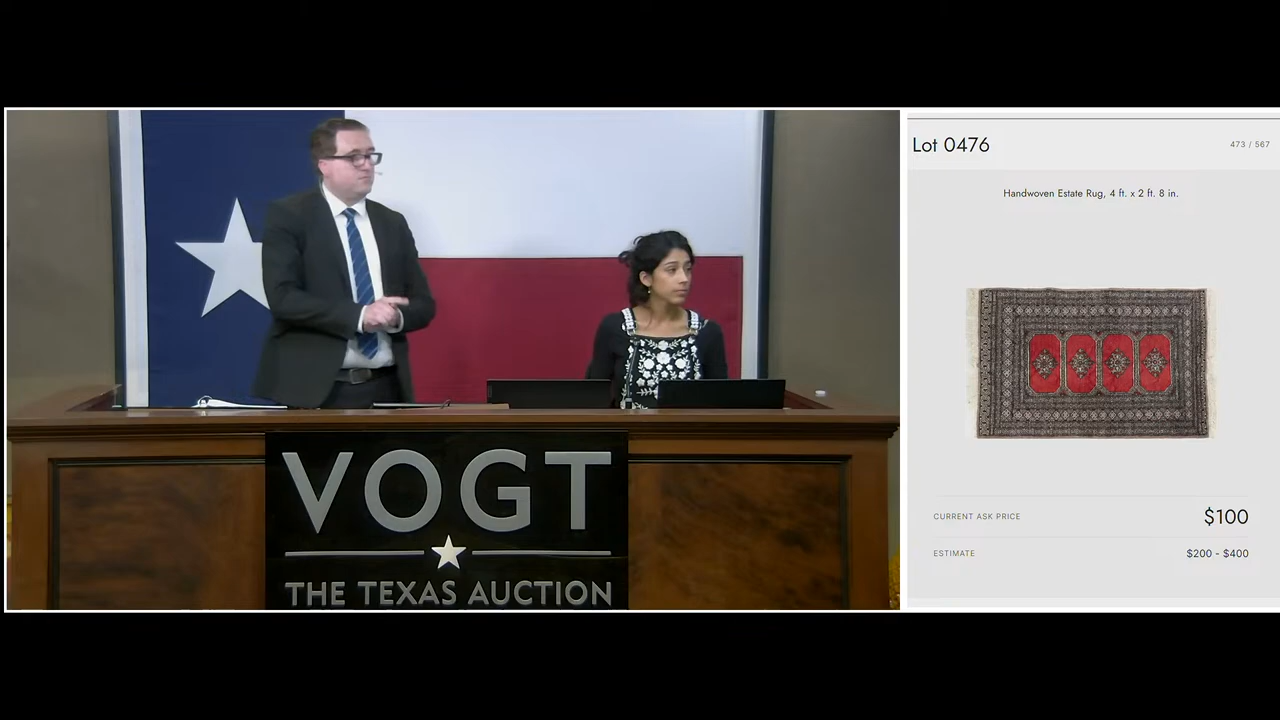 VOGT
THE TEXAS AUCTION
Lot 0476
473 / 567
Handwoven Estate Rug, 4 ft. x 2 ft. 8 in.
CURRENT ASK PRICE
$100
ESTIMATE
$200 - $400